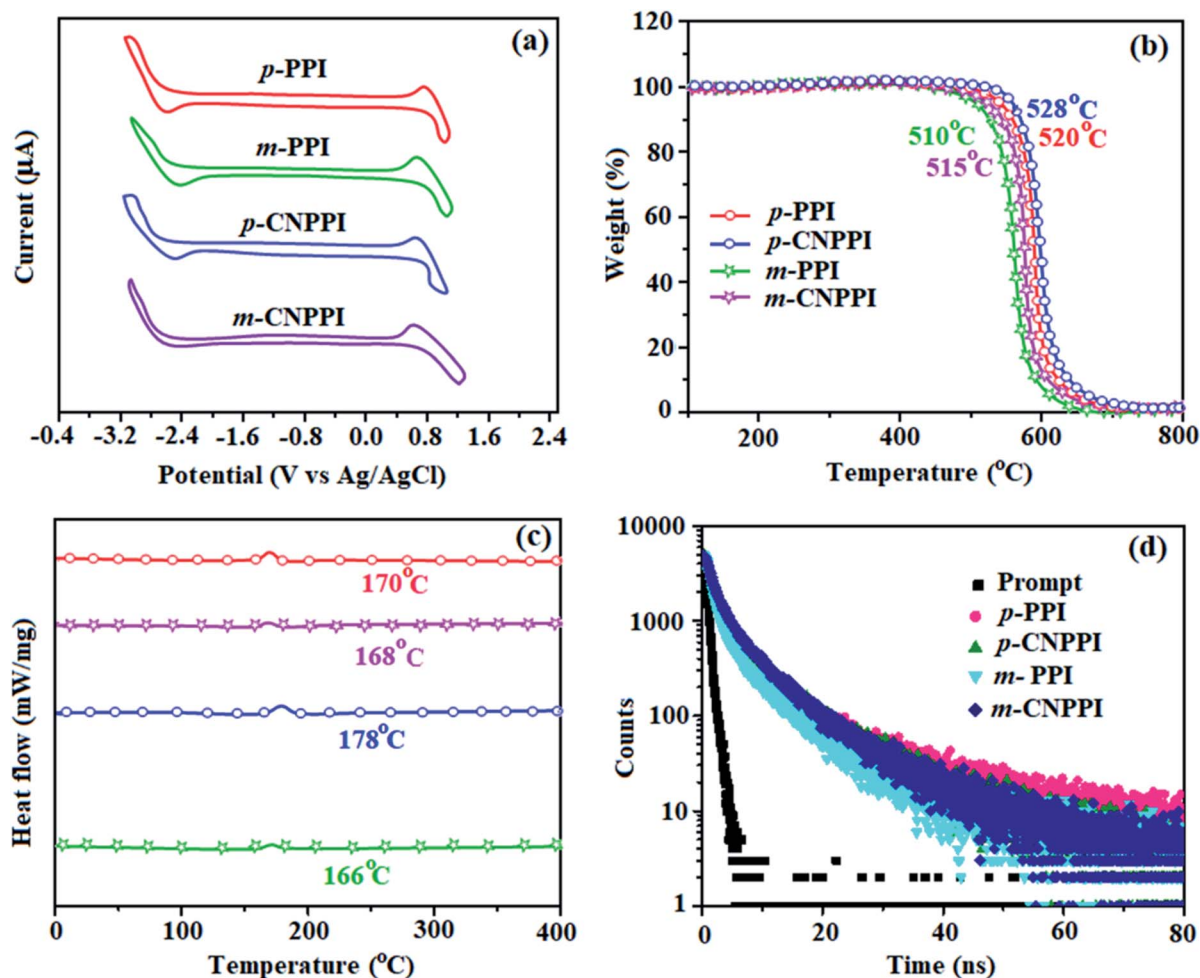 (a)
p-PPI
m-PPI
p-CNPPI
m-CNPPI
Current (μA)
-0.4 -3.2 -2.4 -1.6 -0.8 0.0 0.8 1.6 2.4
Potential (V vs Ag/AgCl)
(b)
120
100
80
60
40
20
0
528°C
510°C 520°C
515°C
p-PPI
p-CNPPI
m-PPI
m-CNPPI
Weight (%)
200 400 600 800
Temperature (°C)
(c)
170°C
168°C
178°C
166°C
Heat flow (mW/mg)
0 100 200 300 400
Temperature (°C)
(d)
10000
1000
100
10
1
Prompt
p-PPI
p-CNPPI
m- PPI
m-CNPPI
Counts
0 20 40 60 80
Time (ns)